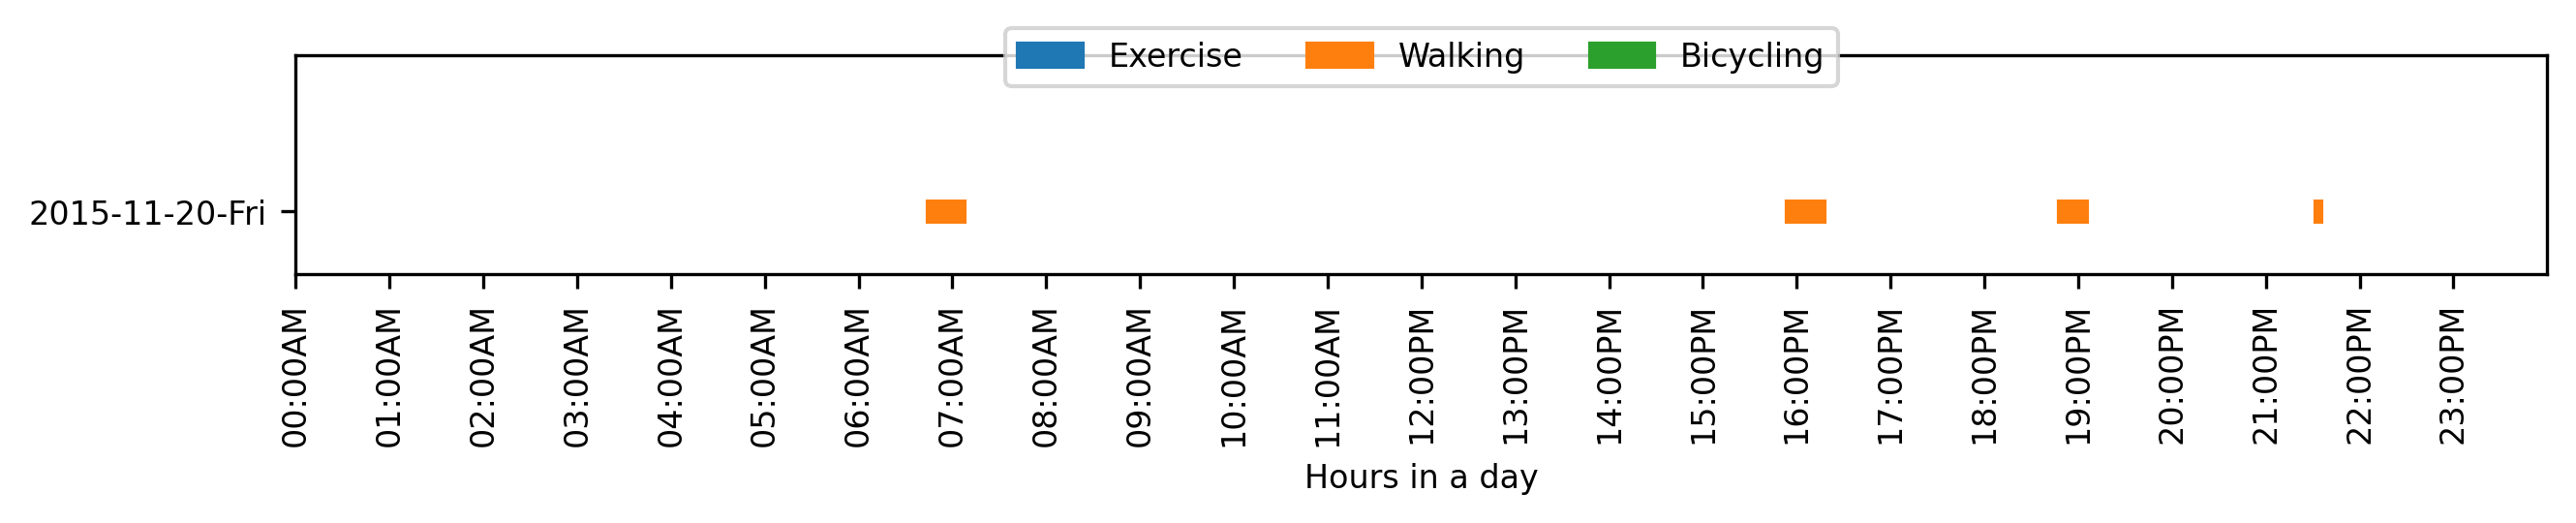 Exercise Walking Bicycling
2015-11-20-Fri
00:00AM
01:00AM
02:00AM
03:00AM
04:00AM
05:00AM
06:00AM
07:00AM
08:00AM
09:00AM
10:00AM
11:00AM
12:00PM
13:00PM
14:00PM
15:00PM
16:00PM
17:00PM
18:00PM
19:00PM
20:00PM
21:00PM
22:00PM
23:00PM
Hours in a day